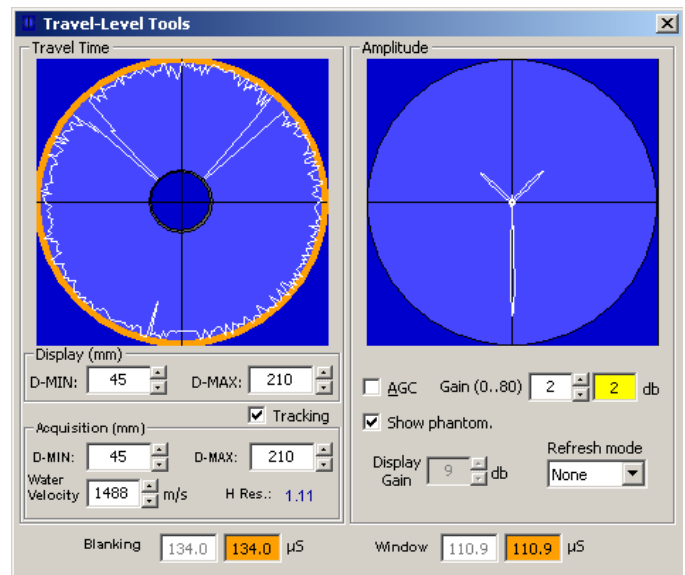 Travel-Level Tools
Travel Time
Display (mm)
D-MIN: 45 D-MAX: 210
Tracking
Acquisition (mm)
D-MIN: 45 D-MAX: 210
Water Velocity 1488 m/s H Res.: 1.11
Amplitude
AGC Gain (0..80) 2 2 db
Show phantom.
Display Gain 9 db
Refresh mode
None
Blanking 134.0 134.0 µS Window 110.9 110.9 µS